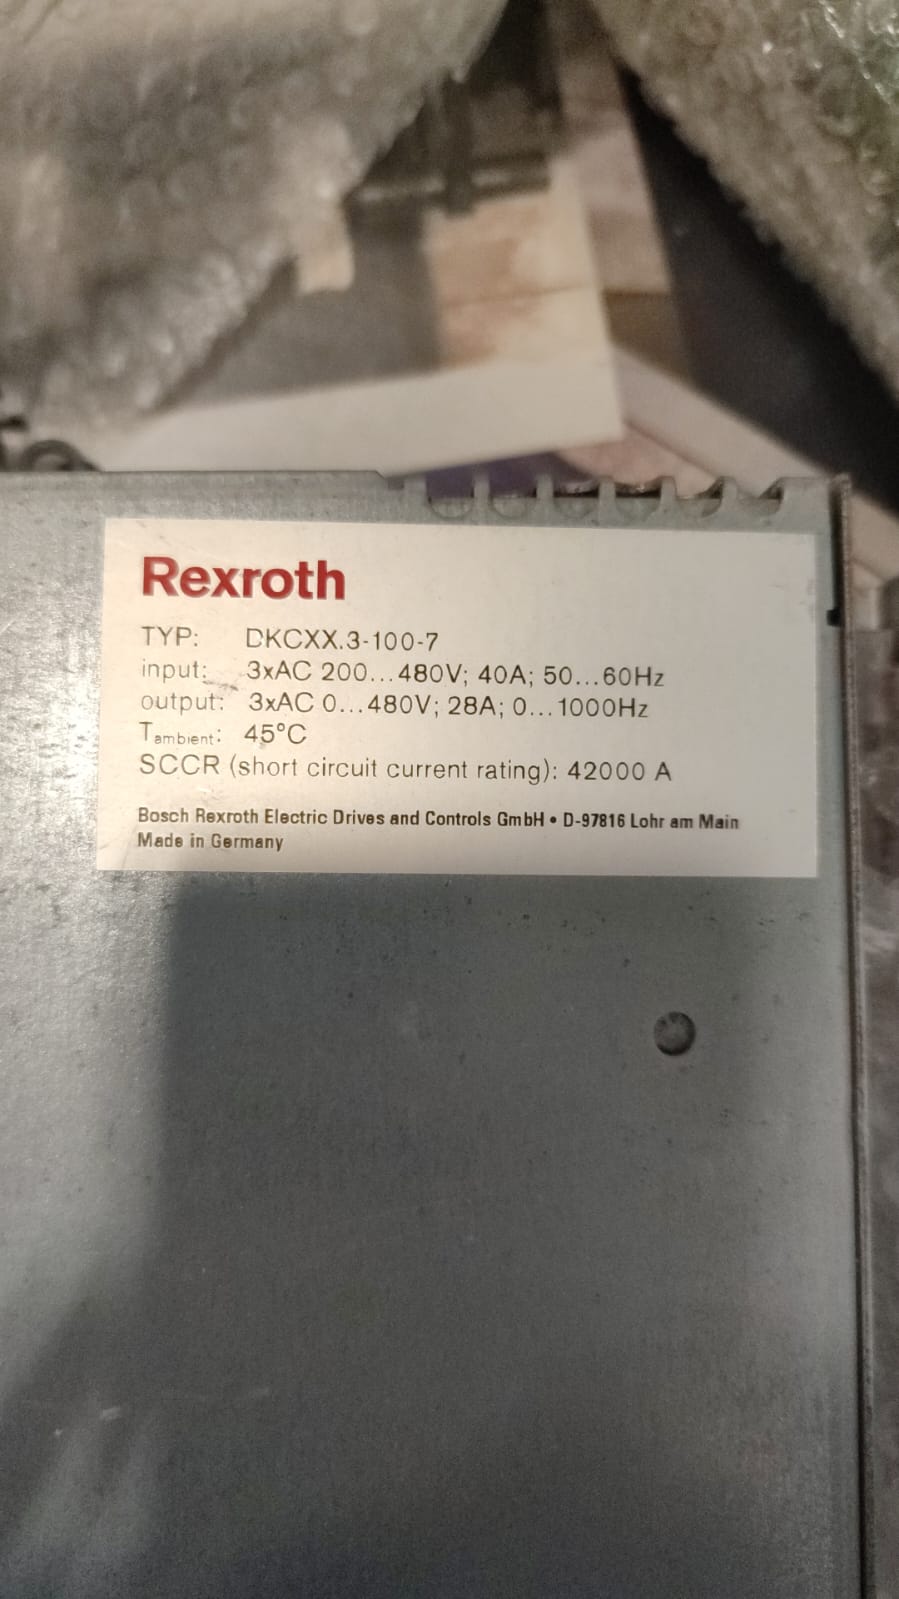 Rexroth
TYP: DKCXX.3-100-7
input: 3xAC 200...480V; 40A; 50...60Hz
output: 3xAC 0...480V; 28A; 0...1000Hz
Tambient: 45°C
SCCR (short circuit current rating): 42000 A
Bosch Rexroth Electric Drives and Controls GmbH • D-97816 Lohr am Main
Made in Germany